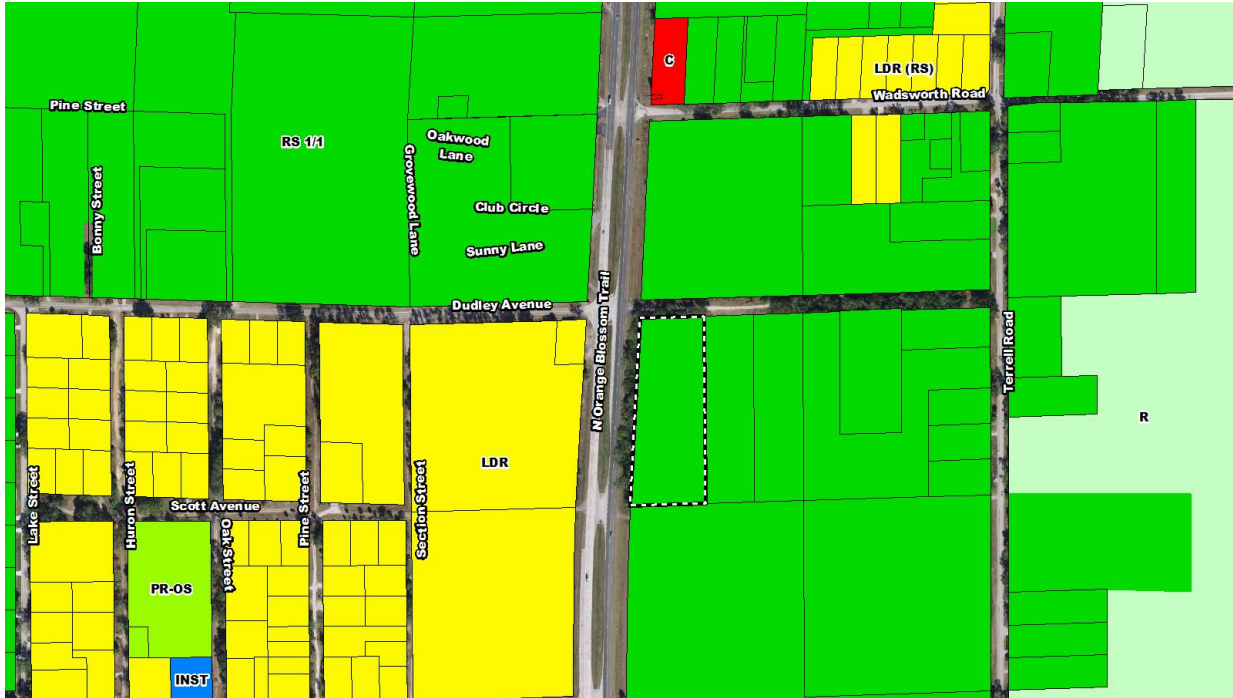 C
LDR (RS)
Wadsworth Road
Pine Street
RS 1/1
Oakwood
Lane
Grovewood Lane
Bonny Street
Club Circle
Sunny Lane
Dudley Avenue
N Orange Blossom Trail
Terrell Road
R
LDR
Lake Street
Huron Street
Scott Avenue
Oak Street
Pine Street
Section Street
PR-OS
INST